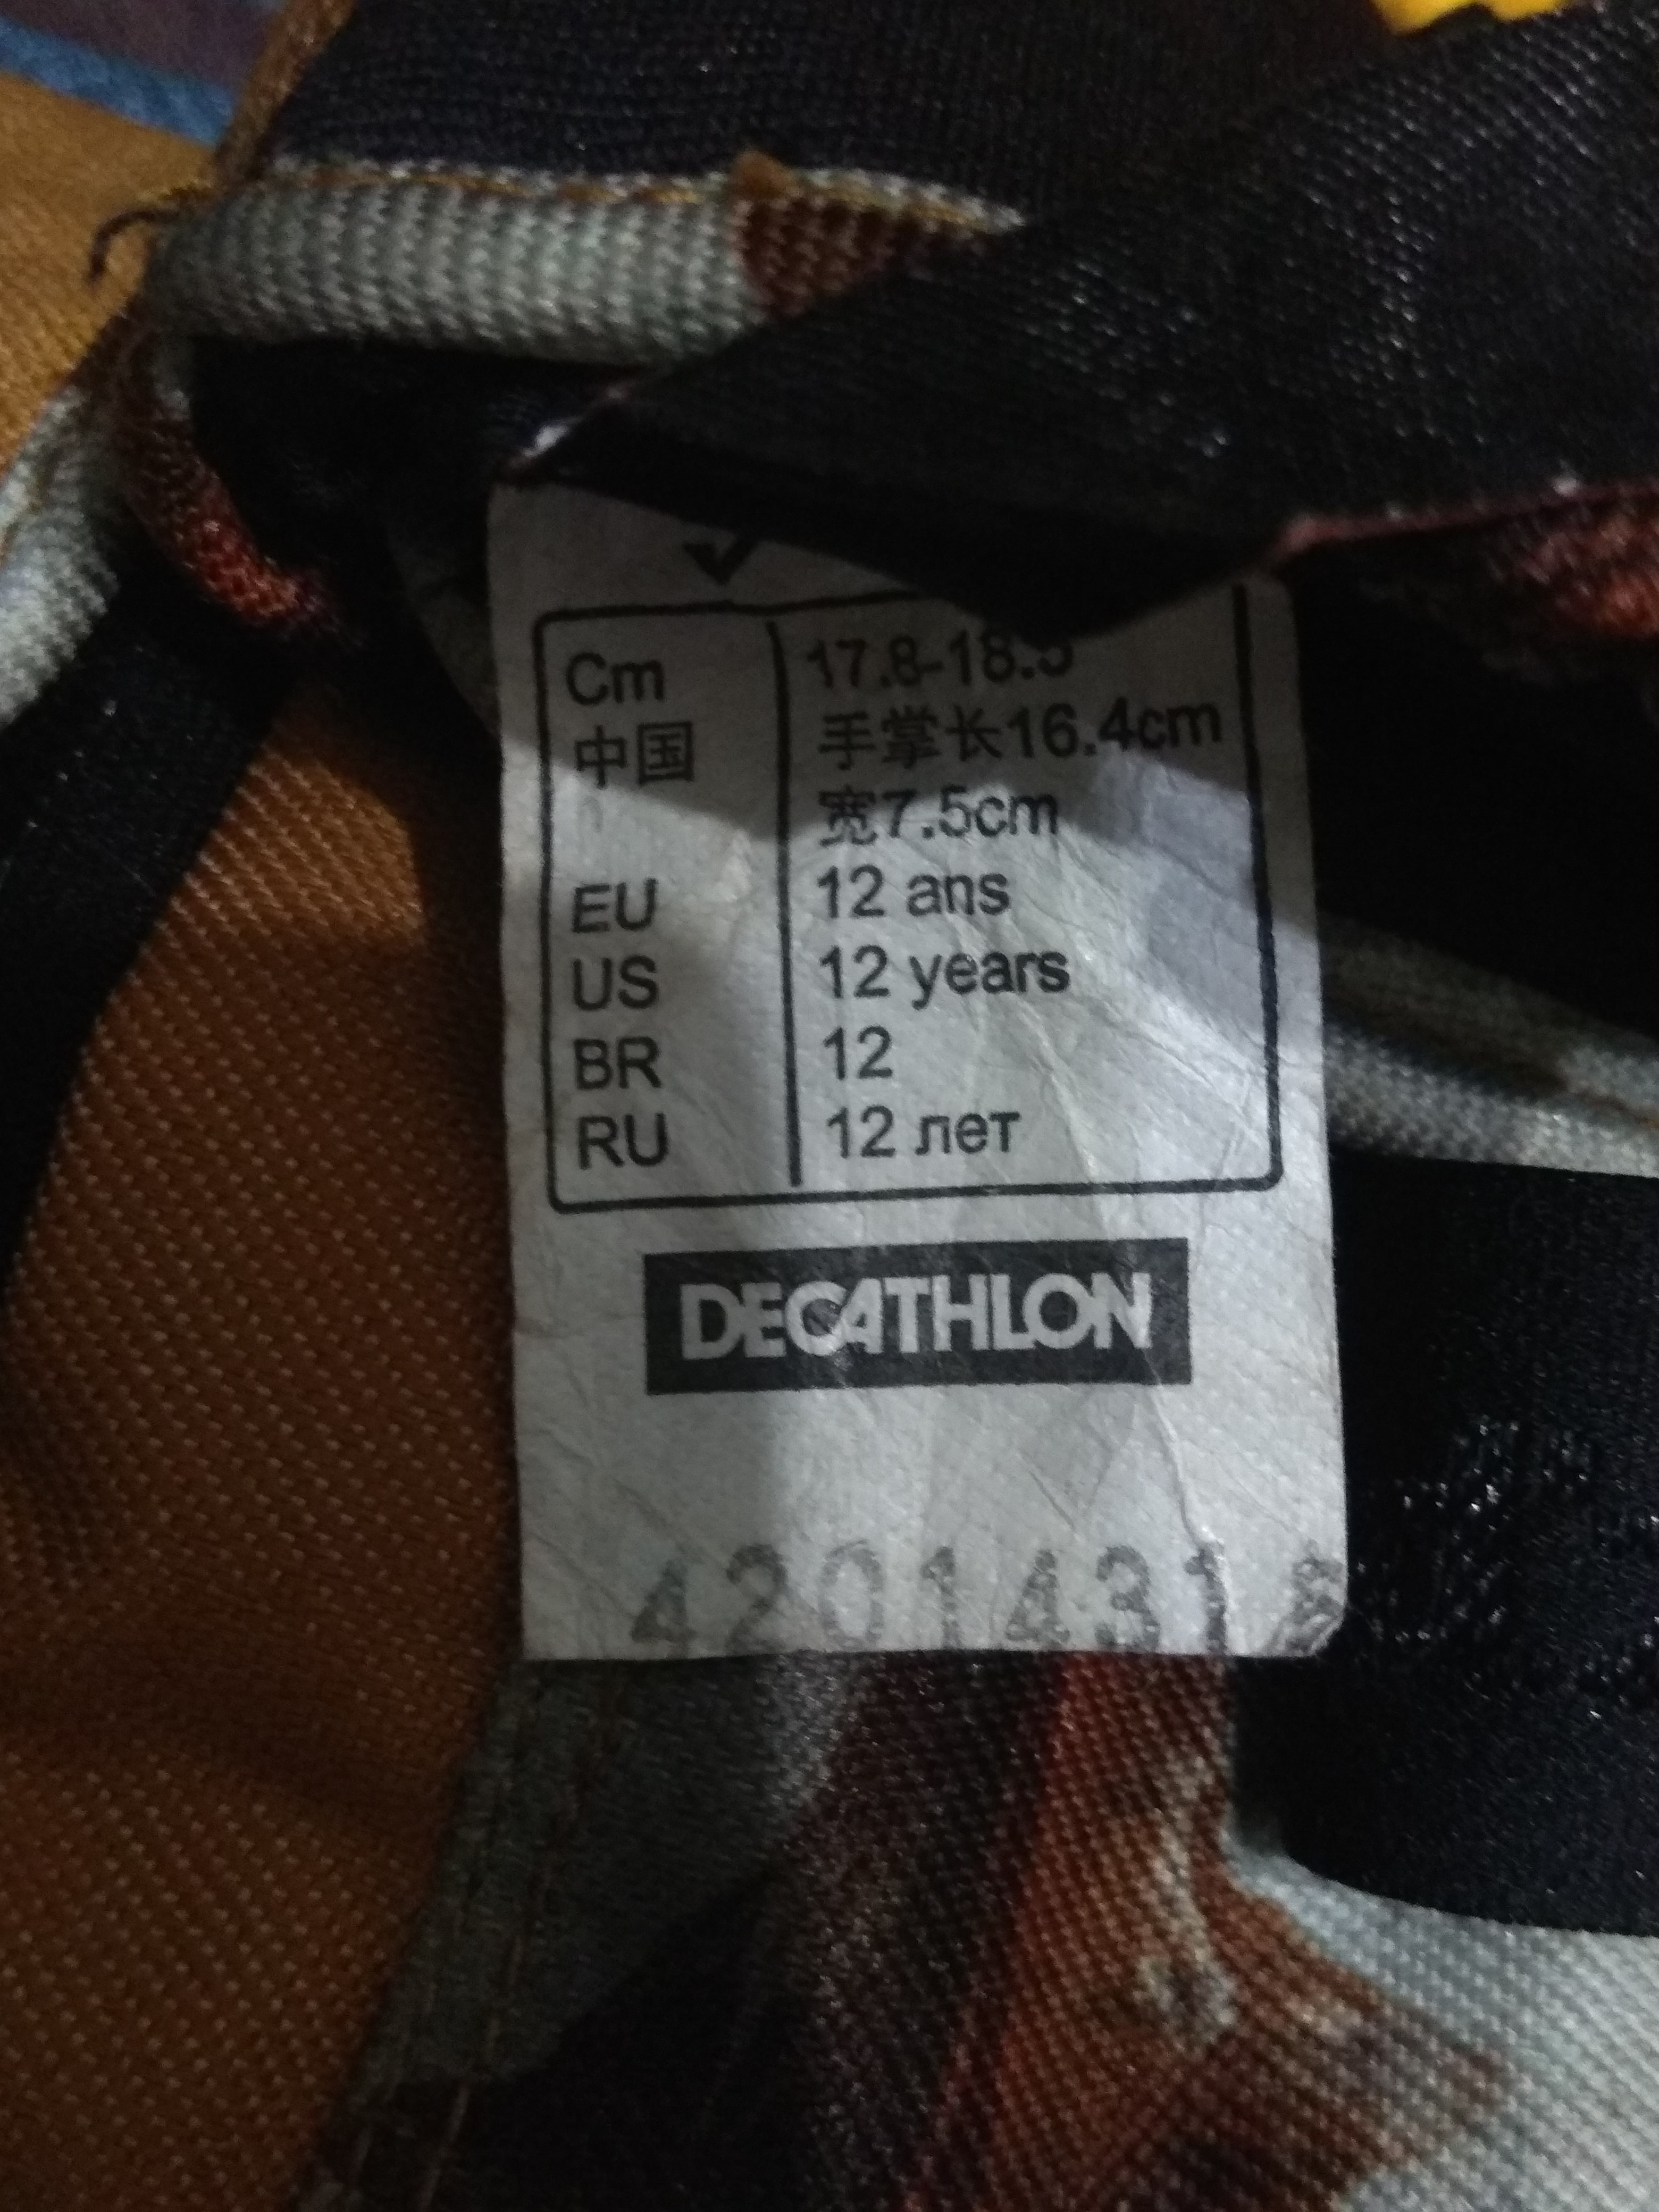 Cm 17.8-18.5
中国 手掌长16.4cm
宽7.5cm
EU 12 ans
US 12 years
BR 12
RU 12 лет
DECATHLON
4201431